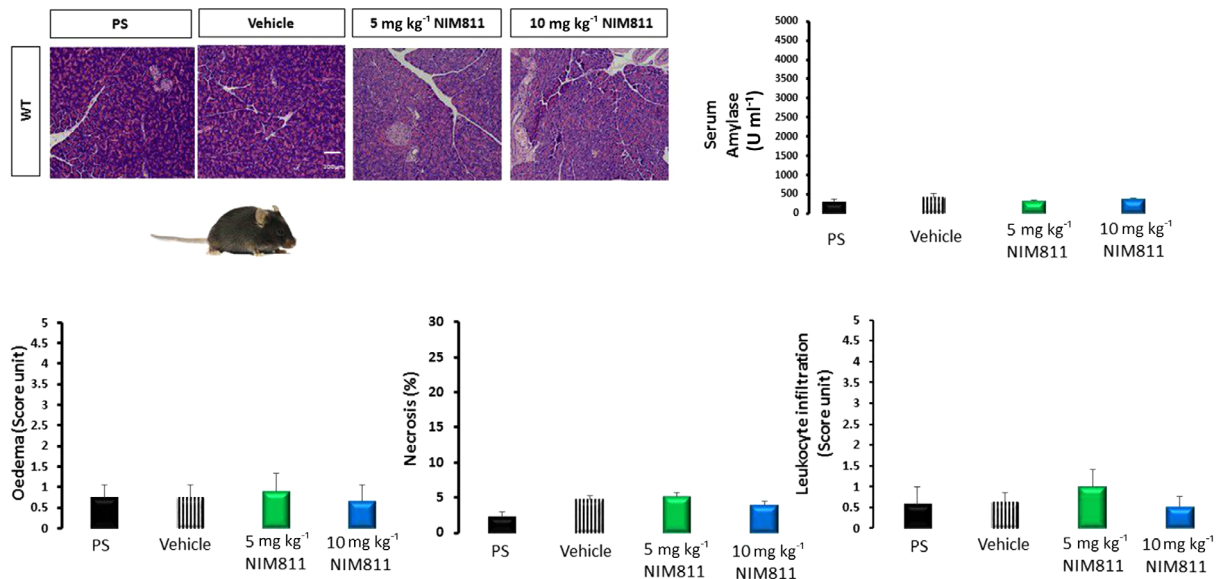 PS
Vehicle
5 mg kg⁻¹ NIM811
10 mg kg⁻¹ NIM811
WT
200µm
Serum
Amylase
(U ml⁻¹)
5000
4500
4000
3500
3000
2500
2000
1500
1000
500
0
PS
Vehicle
5 mg kg⁻¹
NIM811
10 mg kg⁻¹
NIM811
Oedema (Score unit)
5
4.5
4
3.5
3
2.5
2
1.5
1
0.5
0
PS
Vehicle
5 mg kg⁻¹
NIM811
10 mg kg⁻¹
NIM811
Necrosis (%)
30
25
20
15
10
5
0
PS
Vehicle
5 mg kg⁻¹
NIM811
10 mg kg⁻¹
NIM811
Leukocyte infiltration
(Score unit)
5
4.5
4
3.5
3
2.5
2
1.5
1
0.5
0
PS
Vehicle
5 mg kg⁻¹
NIM811
10 mg kg⁻¹
NIM811